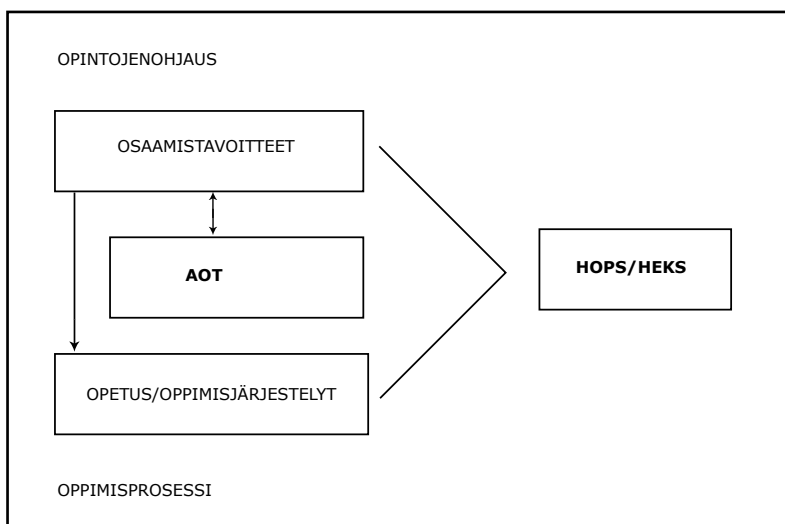 OPINTOJENOHJAUS
OSAAMISTAVOITTEET
AOT
HOPS/HEKS
OPETUS/OPPIMISJÄRJESTELYT
OPPIMISPROSESSI